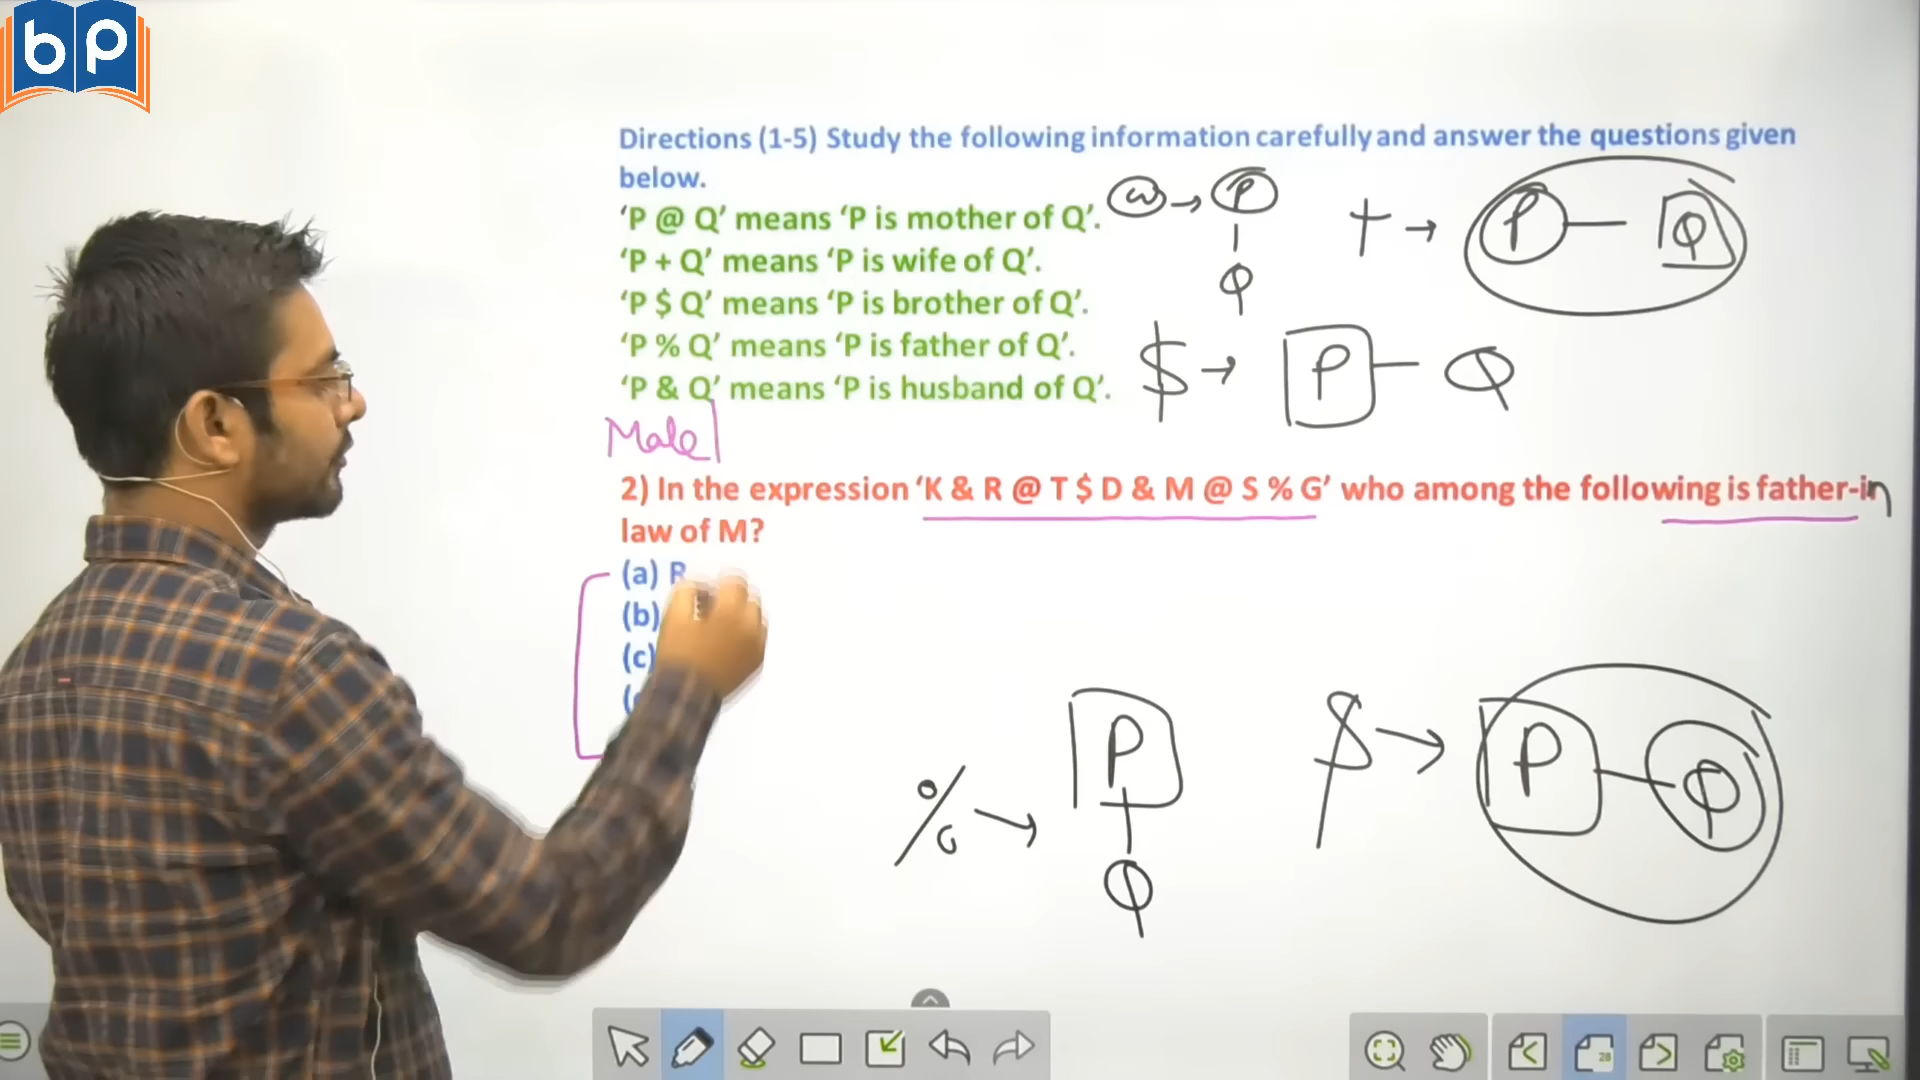 bp
Directions (1-5) Study the following information carefully and answer the questions given
below.
'P @ Q' means 'P is mother of Q'.
'P + Q' means 'P is wife of Q'.
'P $ Q' means 'P is brother of Q'.
'P % Q' means 'P is father of Q'.
'P & Q' means 'P is husband of Q'.
@ → P
Q
+ → P — Q
$ → P — Q
Male
2) In the expression 'K & R @ T $ D & M @ S % G' who among the following is father-in
law of M?
(a) R
(b)
(c)
% → P
Q
$ → P — Q
28